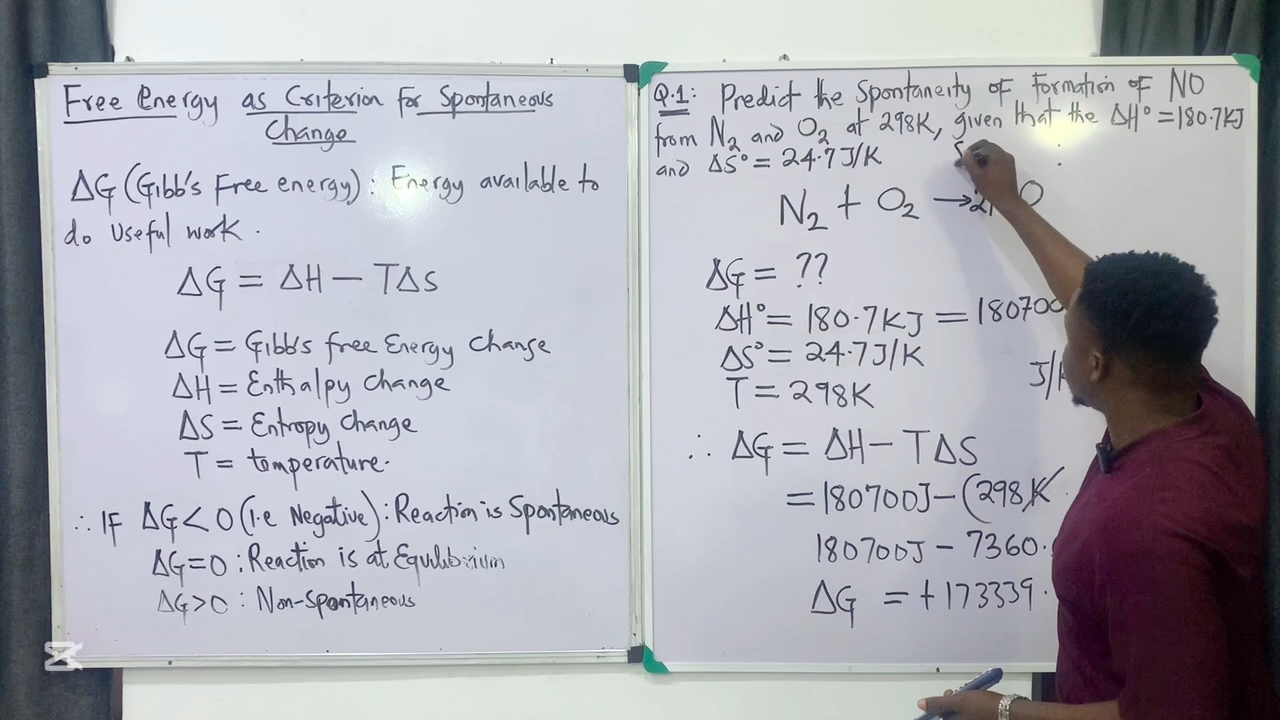 Free Energy as Criterion for Spontaneous
Change
ΔG (Gibb's Free energy): Energy available to
do Useful work.
ΔG = ΔH - TΔS
ΔG = Gibb's free Energy Change
ΔH = Enthalpy Change
ΔS = Entropy Change
T = temperature.
∴ IF ΔG < 0 (i.e Negative): Reaction is Spontaneous
ΔG = 0 : Reaction is at Equilibrium
ΔG > 0 : Non-Spontaneous
Q.1: Predict the Spontaneity of Formation of NO
from N₂ and O₂ at 298K, given that the ΔH° = 180.7KJ
and ΔS° = 24.7J/K
N₂ + O₂ → 2 O
ΔG = ??
ΔH° = 180.7KJ = 180700
ΔS° = 24.7J/K
J/K
T = 298K
∴ ΔG = ΔH - TΔS
= 180700J - (298K
180700J - 7360.
ΔG = +173339.